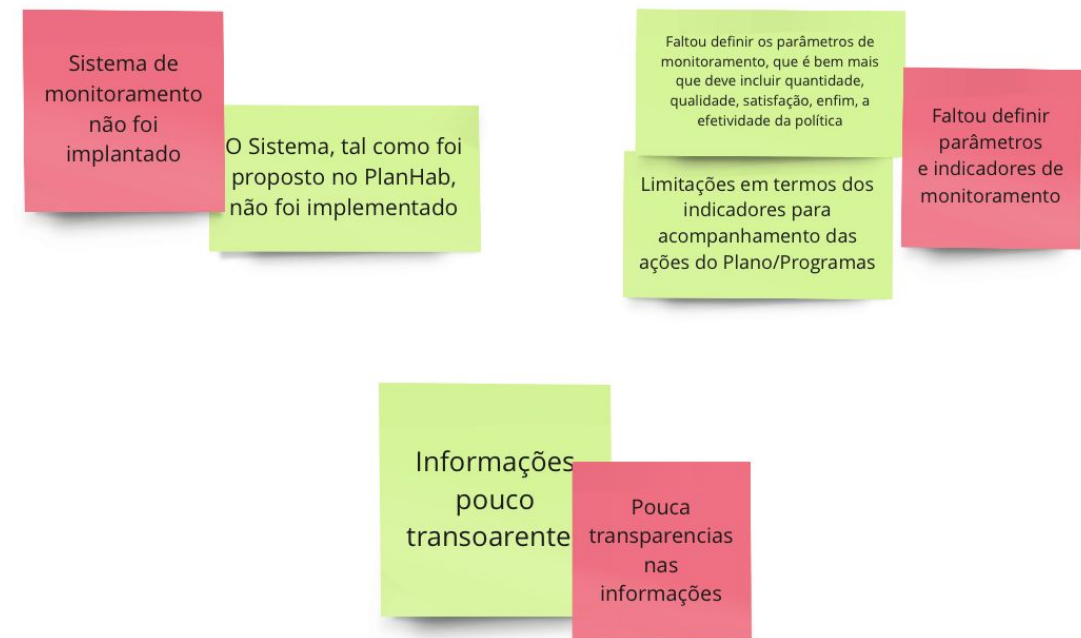 Sistema de
monitoramento
não foi
implantado
O Sistema, tal como foi
proposto no PlanHab,
não foi implementado
Faltou definir os parâmetros de
monitoramento, que é bem mais
que deve incluir quantidade,
qualidade, satisfação, enfim, a
efetividade da política
Limitações em termos dos
indicadores para
acompanhamento das
ações do Plano/Programas
Faltou definir
parâmetros
e indicadores de
monitoramento
Informações
pouco
transoarente
Pouca
transparencias
nas
informações